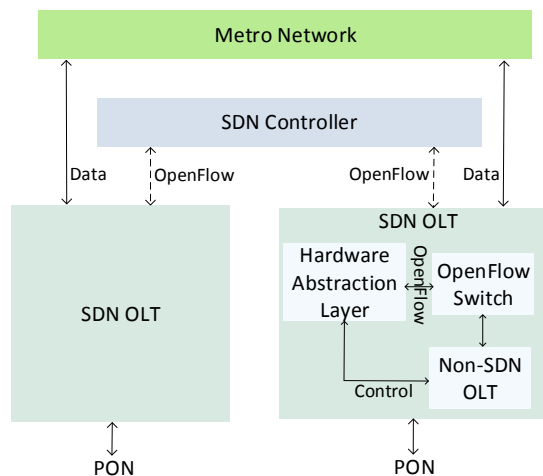 Metro Network
SDN Controller
Data
OpenFlow
OpenFlow
Data
SDN OLT
SDN OLT
Hardware
Abstraction
Layer
OpenFlow
OpenFlow
Switch
Non-SDN
OLT
Control
PON
PON